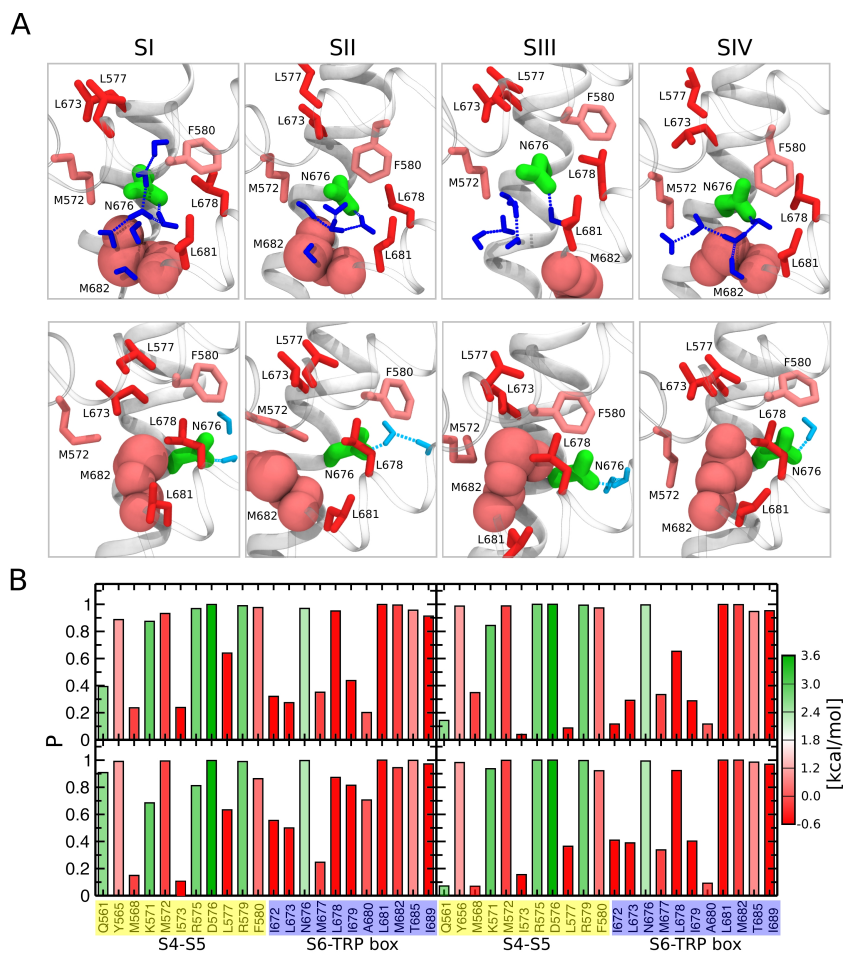 A
SI SII SIII SIV
L577
L673
F580
M572
N676
L678
L681
M682
L577
L673
F580
M572
N676
L678
M682
L681
L577
L673
F580
M572
N676
L678
L681
M682
L577
L673
F580
M572
N676
L678
L681
M682
L577
F580
L673
L678
N676
M572
M682
L681
L577
L673
F580
M572
N676
L678
M682
L681
L577
L673
F580
M572
L678
N676
M682
L681
L577
L673
F580
L678
N676
M572
M682
L681
B
1
0.8
0.6
0.4
0.2
0
1
0.8
0.6
0.4
0.2
0
P
3.6
2.4
1.8
1.2
0.0
-0.6
[kcal/mol]
Q561 Y565 M568 K571 M572 I573 R575 D576 L577 R579 F580 I672 L673 N676 M677 L678 I679 A680 L681 M682 T685 I689
Q561 Y656 M568 K571 M572 I573 R575 D576 L577 R579 F580 I672 L673 N676 M677 L678 I679 A680 L681 M682 T685 I689
S4-S5 S6-TRP box S4-S5 S6-TRP box